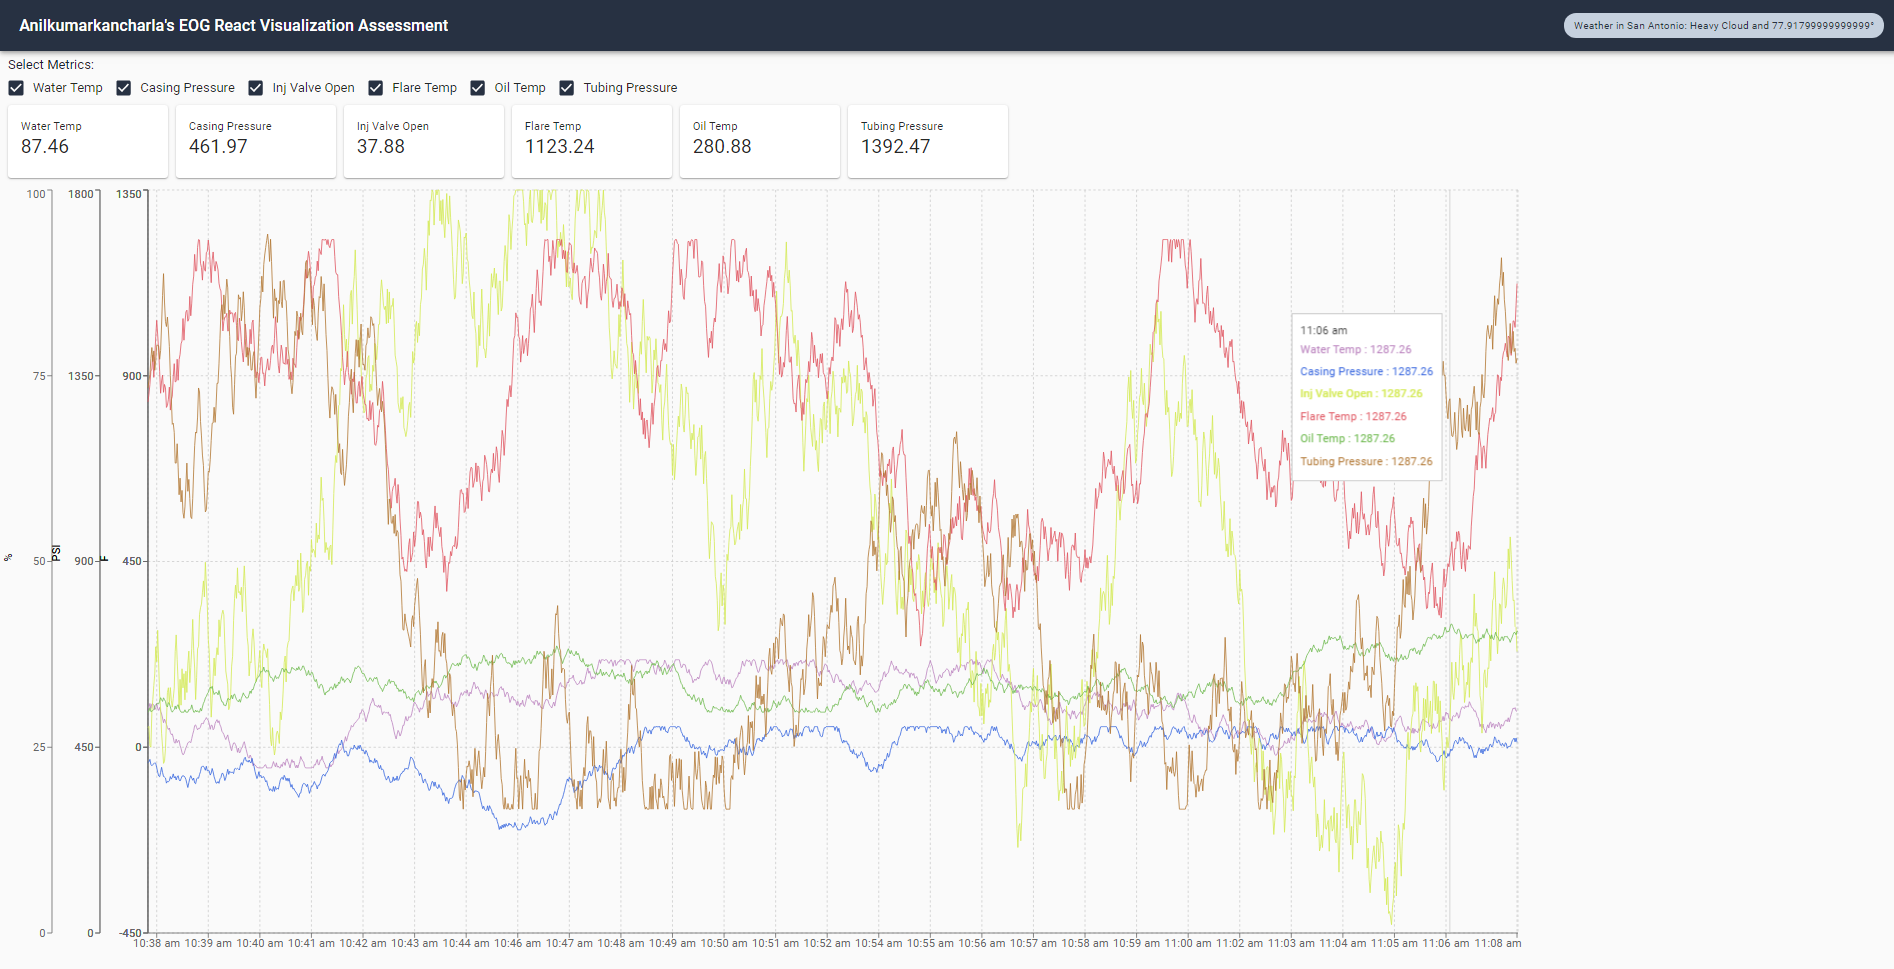 Anilkumarkancharla's EOG React Visualization Assessment
Weather in San Antonio: Heavy Cloud and 77.91799999999999°
Select Metrics:
Water Temp Casing Pressure Inj Valve Open Flare Temp Oil Temp Tubing Pressure
Water Temp
87.46
Casing Pressure
461.97
Inj Valve Open
37.88
Flare Temp
1123.24
Oil Temp
280.88
Tubing Pressure
1392.47
100 1800 1350
75 1350 900
50 900 450
25 450 0
0 0 -450
%
PSI
F
11:06 am
Water Temp : 1287.26
Casing Pressure : 1287.26
Inj Valve Open : 1287.26
Flare Temp : 1287.26
Oil Temp : 1287.26
Tubing Pressure : 1287.26
10:38 am 10:39 am 10:40 am 10:41 am 10:42 am 10:43 am 10:44 am 10:46 am 10:47 am 10:48 am 10:49 am 10:50 am 10:51 am 10:52 am 10:54 am 10:55 am 10:56 am 10:57 am 10:58 am 10:59 am 11:00 am 11:02 am 11:03 am 11:04 am 11:05 am 11:06 am 11:08 am